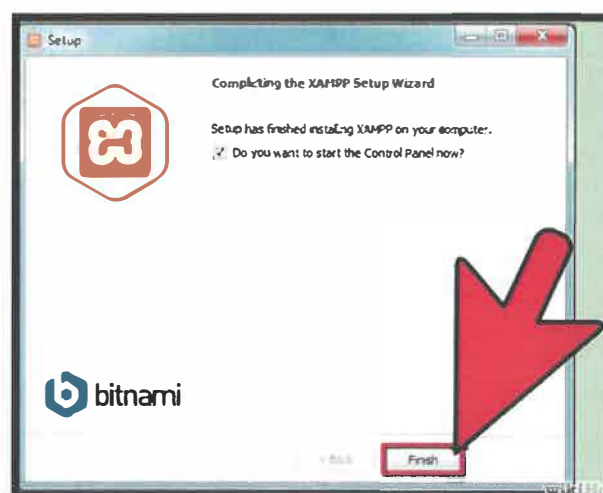 Setup
Completing the XAMPP Setup Wizard
Setup has finished installing XAMPP on your computer.
Do you want to start the Control Panel now?
bitnami
< Back
Finish
wikiH